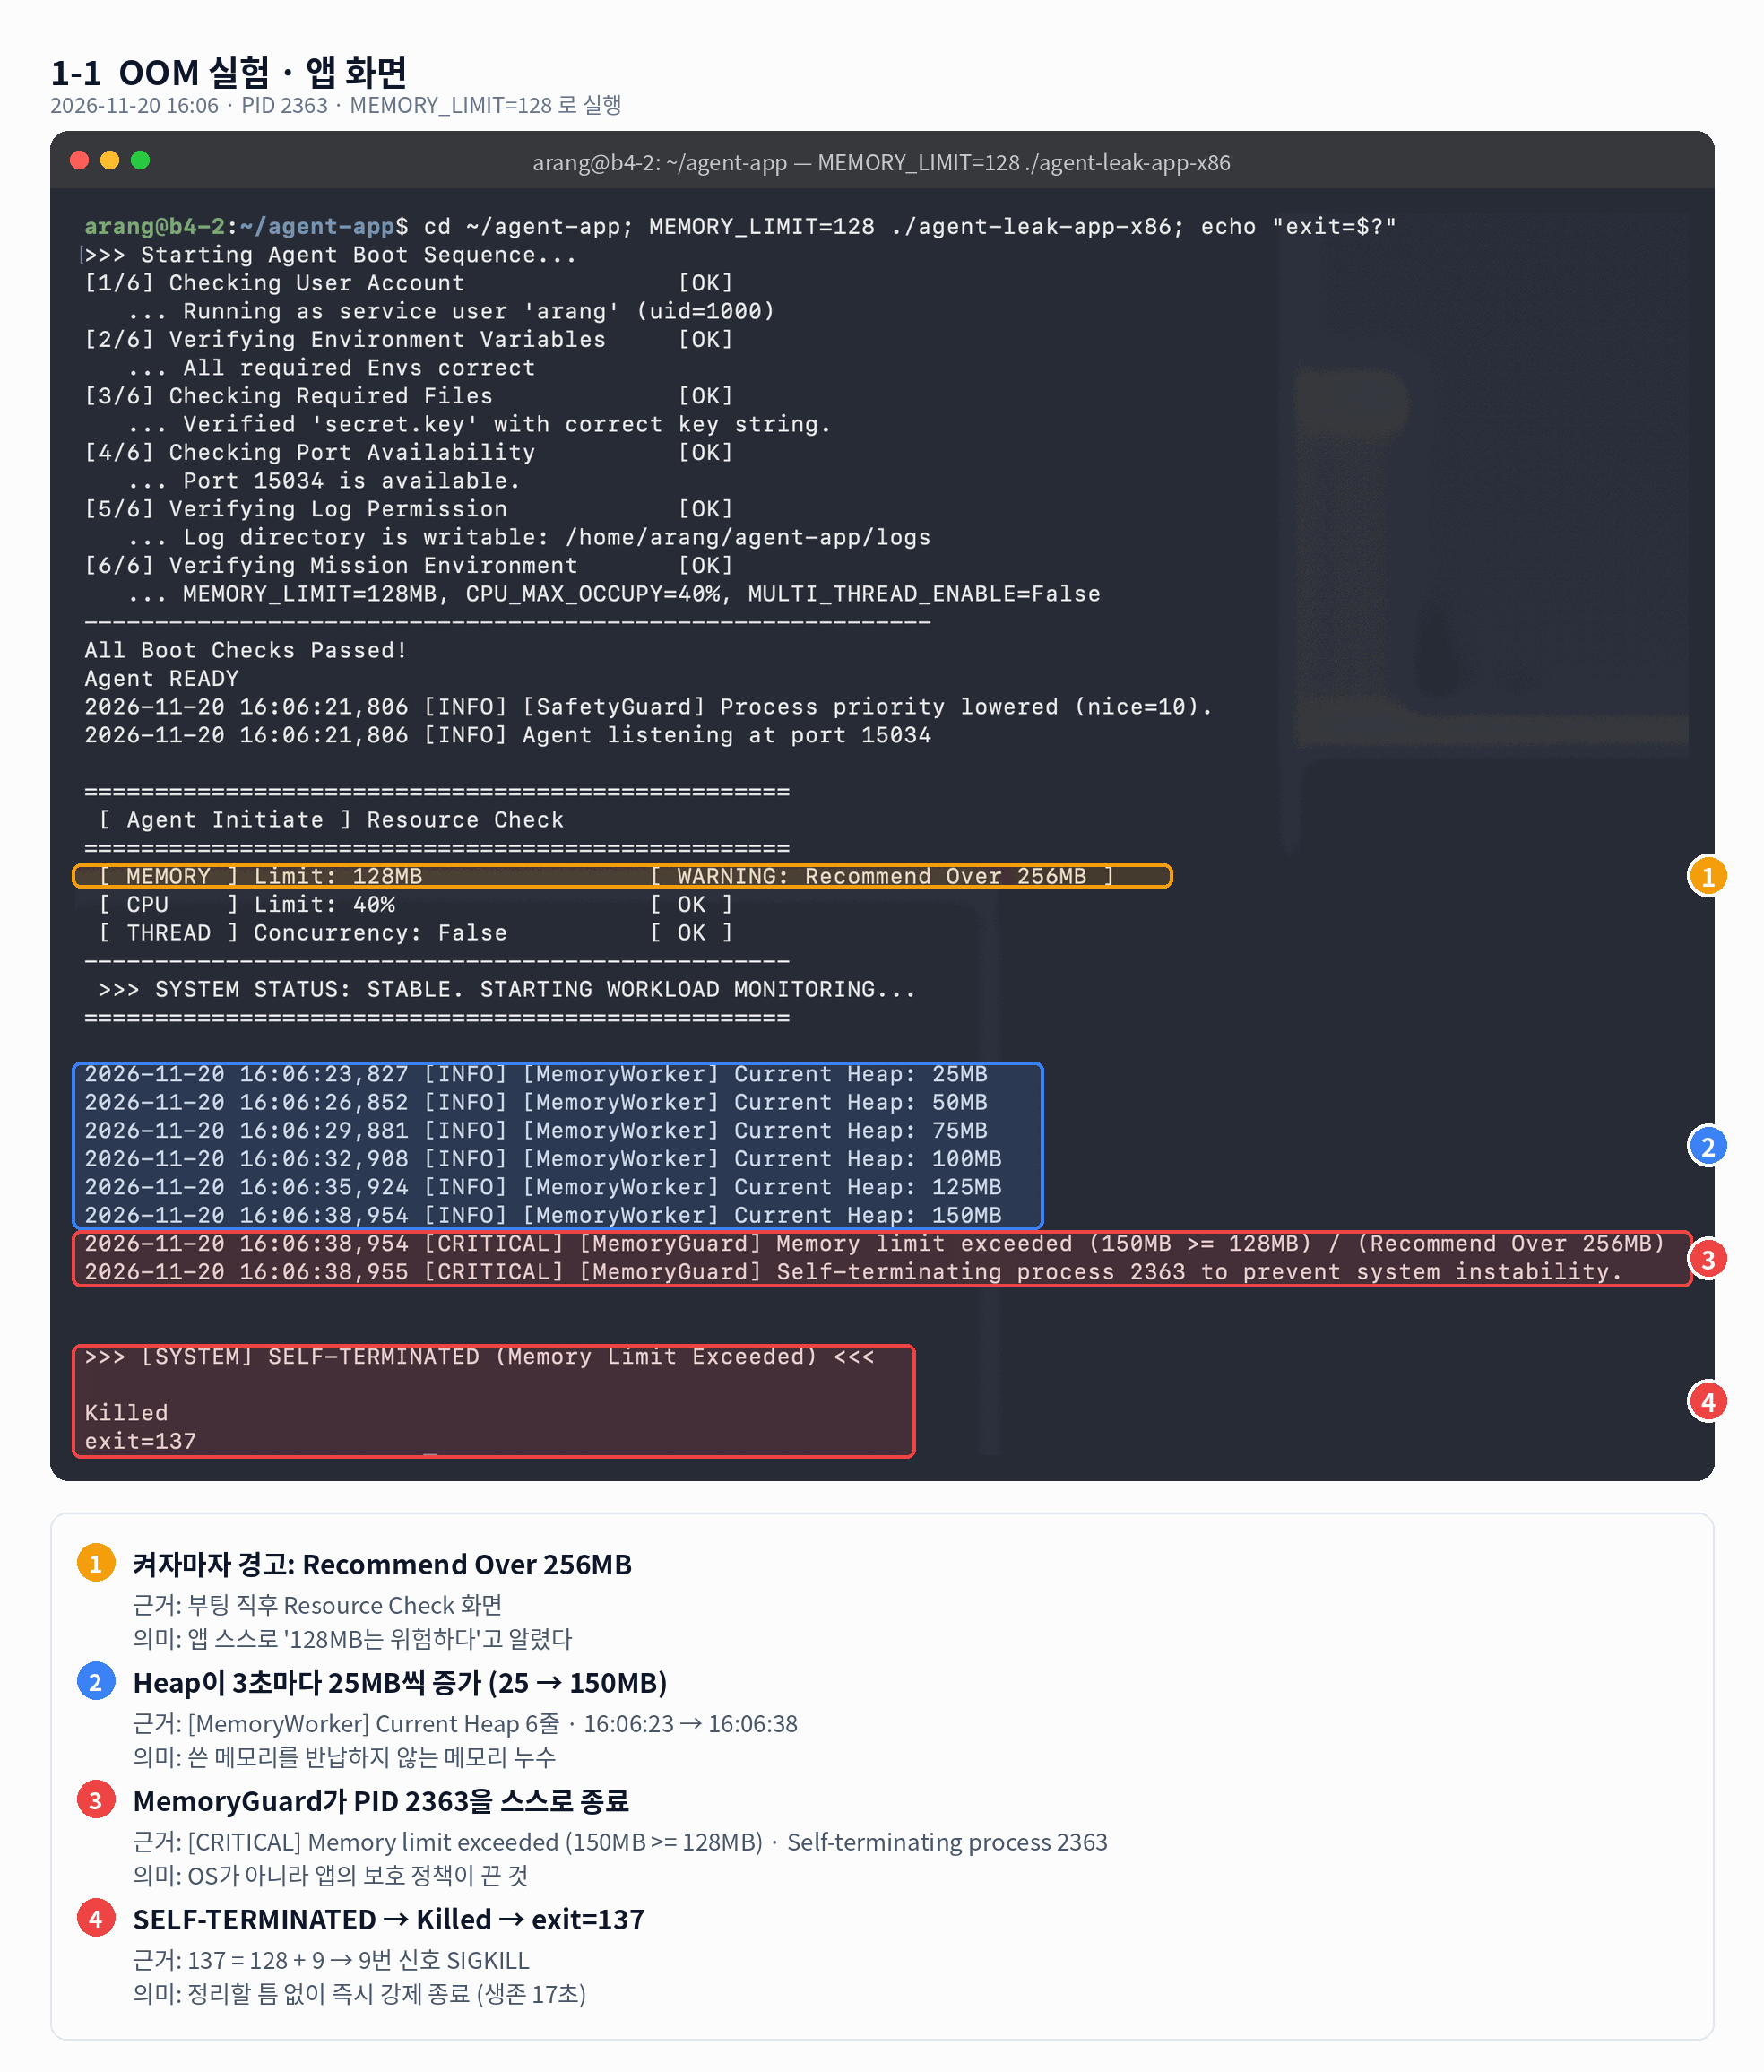 1-1 OOM 실험 · 앱 화면
2026-11-20 16:06 · PID 2363 · MEMORY_LIMIT=128 로 실행
arang@b4-2: ~/agent-app — MEMORY_LIMIT=128 ./agent-leak-app-x86
arang@b4-2:~/agent-app$ cd ~/agent-app; MEMORY_LIMIT=128 ./agent-leak-app-x86; echo "exit=$?"
>>> Starting Agent Boot Sequence...
[1/6] Checking User Account [OK]
... Running as service user 'arang' (uid=1000)
[2/6] Verifying Environment Variables [OK]
... All required Envs correct
[3/6] Checking Required Files [OK]
... Verified 'secret.key' with correct key string.
[4/6] Checking Port Availability [OK]
... Port 15034 is available.
[5/6] Verifying Log Permission [OK]
... Log directory is writable: /home/arang/agent-app/logs
[6/6] Verifying Mission Environment [OK]
... MEMORY_LIMIT=128MB, CPU_MAX_OCCUPY=40%, MULTI_THREAD_ENABLE=False
------------------------------------------------------------
All Boot Checks Passed!
Agent READY
2026-11-20 16:06:21,806 [INFO] [SafetyGuard] Process priority lowered (nice=10).
2026-11-20 16:06:21,806 [INFO] Agent listening at port 15034
==================================================
[ Agent Initiate ] Resource Check
==================================================
[ MEMORY ] Limit: 128MB [ WARNING: Recommend Over 256MB ]
[ CPU ] Limit: 40% [ OK ]
[ THREAD ] Concurrency: False [ OK ]
--------------------------------------------------
>>> SYSTEM STATUS: STABLE. STARTING WORKLOAD MONITORING...
==================================================
2026-11-20 16:06:23,827 [INFO] [MemoryWorker] Current Heap: 25MB
2026-11-20 16:06:26,852 [INFO] [MemoryWorker] Current Heap: 50MB
2026-11-20 16:06:29,881 [INFO] [MemoryWorker] Current Heap: 75MB
2026-11-20 16:06:32,908 [INFO] [MemoryWorker] Current Heap: 100MB
2026-11-20 16:06:35,924 [INFO] [MemoryWorker] Current Heap: 125MB
2026-11-20 16:06:38,954 [INFO] [MemoryWorker] Current Heap: 150MB
2026-11-20 16:06:38,954 [CRITICAL] [MemoryGuard] Memory limit exceeded (150MB >= 128MB) / (Recommend Over 256MB)
2026-11-20 16:06:38,955 [CRITICAL] [MemoryGuard] Self-terminating process 2363 to prevent system instability.
>>> [SYSTEM] SELF-TERMINATED (Memory Limit Exceeded) <<<
Killed
exit=137
1
2
3
4
1 켜자마자 경고: Recommend Over 256MB
근거: 부팅 직후 Resource Check 화면
의미: 앱 스스로 '128MB는 위험하다'고 알렸다
2 Heap이 3초마다 25MB씩 증가 (25 → 150MB)
근거: [MemoryWorker] Current Heap 6줄 · 16:06:23 → 16:06:38
의미: 쓴 메모리를 반납하지 않는 메모리 누수
3 MemoryGuard가 PID 2363을 스스로 종료
근거: [CRITICAL] Memory limit exceeded (150MB >= 128MB) · Self-terminating process 2363
의미: OS가 아니라 앱의 보호 정책이 끈 것
4 SELF-TERMINATED → Killed → exit=137
근거: 137 = 128 + 9 → 9번 신호 SIGKILL
의미: 정리할 틈 없이 즉시 강제 종료 (생존 17초)